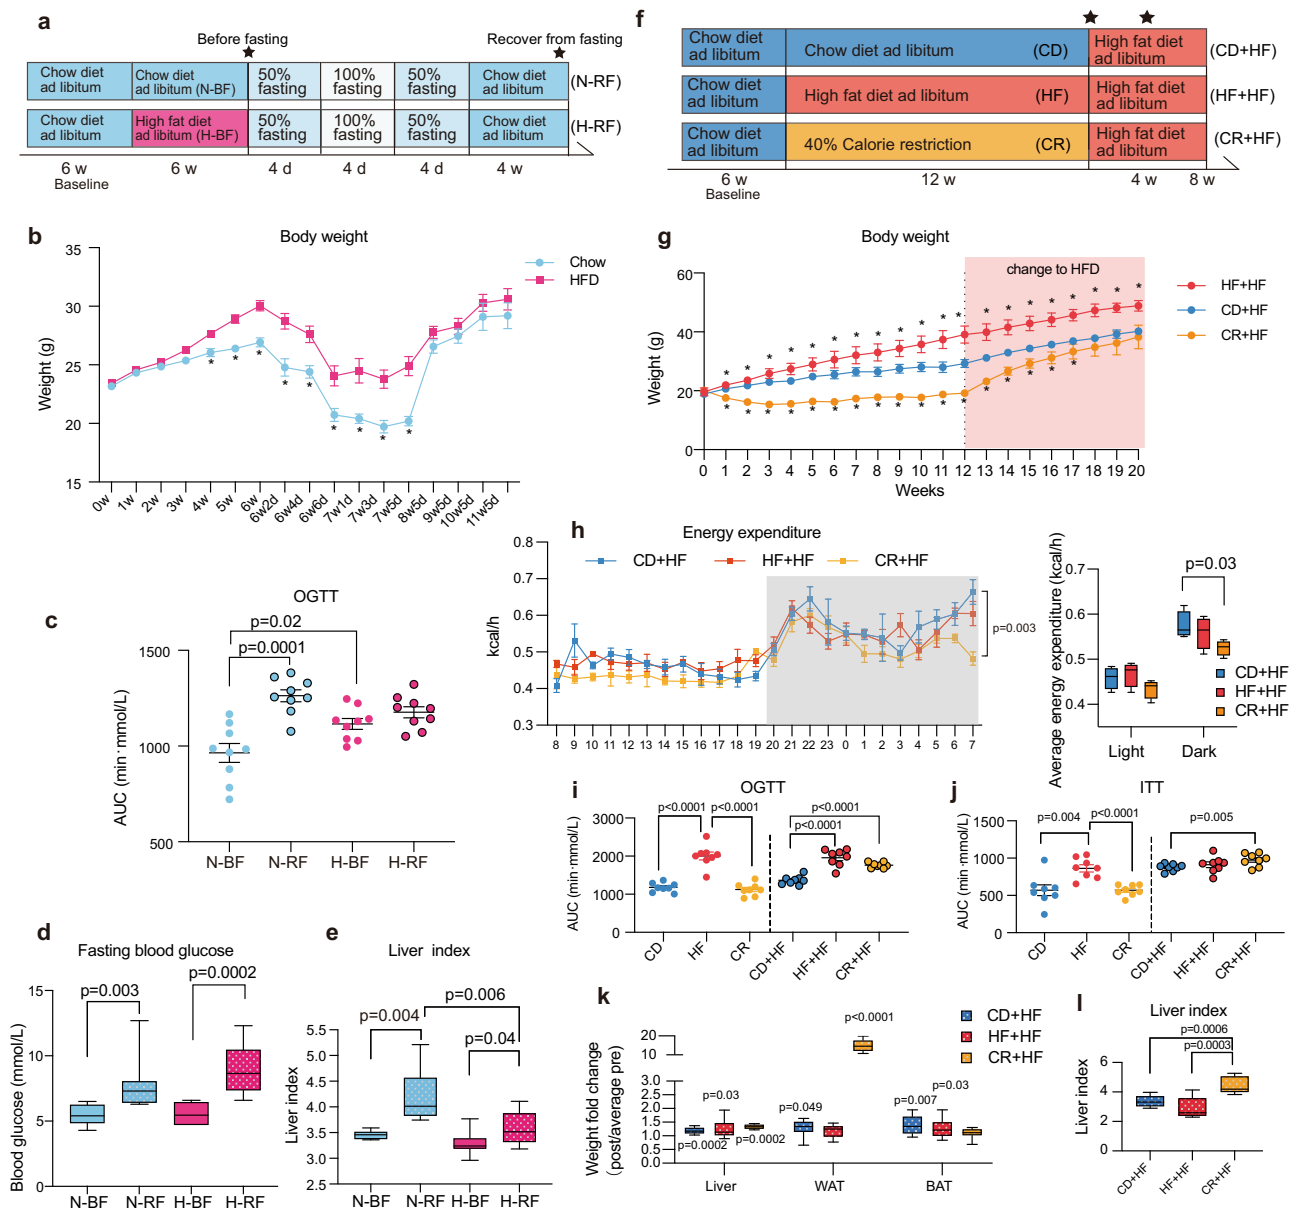 a
Before fasting
Recover from fasting
Chow diet
ad libitum
Chow diet
ad libitum (N-BF)
50%
fasting
100%
fasting
50%
fasting
Chow diet
ad libitum
(N-RF)
Chow diet
ad libitum
High fat diet
ad libitum (H-BF)
50%
fasting
100%
fasting
50%
fasting
Chow diet
ad libitum
(H-RF)
6 w
Baseline
6 w
4 d
4 d
4 d
4 w
f
Chow diet
ad libitum
Chow diet ad libitum (CD)
High fat diet
ad libitum
(CD+HF)
Chow diet
ad libitum
High fat diet ad libitum (HF)
High fat diet
ad libitum
(HF+HF)
Chow diet
ad libitum
40% Calorie restriction (CR)
High fat diet
ad libitum
(CR+HF)
6 w
Baseline
12 w
4 w
8 w
b
Body weight
Weight (g)
35
30
25
20
15
Chow
HFD
* * * * * * * * *
0w 1w 2w 3w 4w 5w 6w 6w2d 6w4d 6w6d 7w1d 7w3d 7w5d 8w5d 9w5d 10w5d 11w5d
g
Body weight
change to HFD
Weight (g)
60
40
20
0
HF+HF
CD+HF
CR+HF
* * * * * * * * * * * * * * * * * * * *
* * * * * * * * * * * * * * * * *
0 1 2 3 4 5 6 7 8 9 10 11 12 13 14 15 16 17 18 19 20
Weeks
c
OGTT
p=0.02
p=0.0001
AUC (min·mmol/L)
1500
1000
500
N-BF N-RF H-BF H-RF
h
Energy expenditure
CD+HF HF+HF CR+HF
kcal/h
0.8
0.7
0.6
0.5
0.4
0.3
p=0.003
8 9 10 11 12 13 14 15 16 17 18 19 20 21 22 23 0 1 2 3 4 5 6 7
Average energy expenditure (kcal/h)
0.7
0.6
0.5
0.4
p=0.03
CD+HF
HF+HF
CR+HF
Light Dark
i
OGTT
p<0.0001
p<0.0001 p<0.0001
p<0.0001
AUC (min·mmol/L)
3000
2000
1000
0
CD HF CR CD+HF HF+HF CR+HF
j
ITT
p<0.0001
p=0.004
p=0.005
AUC (min·mmol/L)
1500
1000
500
0
CD HF CR CD+HF HF+HF CR+HF
d
Fasting blood glucose
p=0.0002
p=0.003
Blood glucose (mmol/L)
15
10
5
0
N-BF N-RF H-BF H-RF
e
Liver index
p=0.006
p=0.004
p=0.04
Liver index
5.5
5.0
4.5
4.0
3.5
3.0
2.5
N-BF N-RF H-BF H-RF
k
CD+HF
HF+HF
CR+HF
p<0.0001
Weight fold change
(post/average pre)
20
10
3.0
2.5
2.0
1.5
1.0
0.5
0.0
p=0.03
p=0.0002
p=0.0002
p=0.049
p=0.03
p=0.007
Liver WAT BAT
l
Liver index
p=0.0006
p=0.0003
Liver index
6
4
2
0
CD+HF HF+HF CR+HF